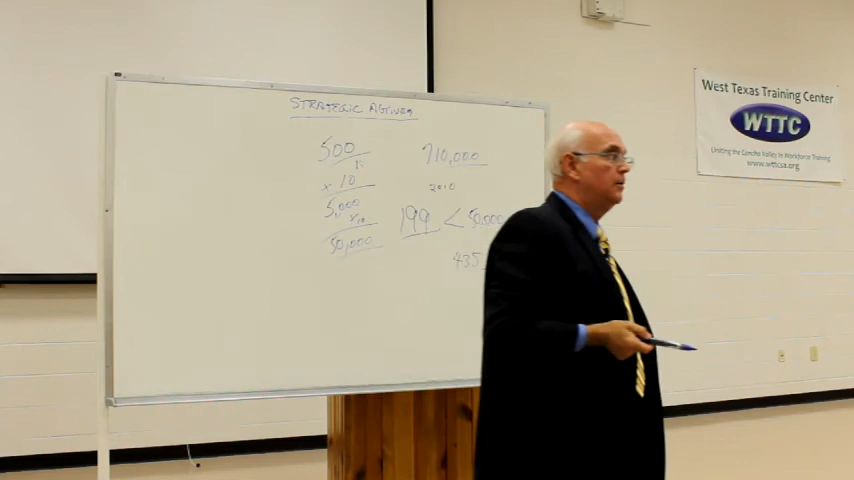 STRATEGIC
500
x 10
5,000
x 10
50,000
710,000
2010
199 < 50,000
435
West Texas Training Center
WTTC
Uniting the Concho Valley in Workforce Training
www.wttcsa.org